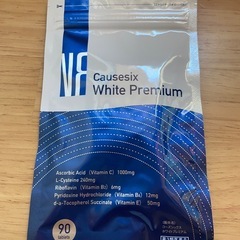 Causesix
White Premium
Ascorbic Acid (Vitamin C) 1000mg
L-Cysteine 240mg
Riboflavin (Vitamin B2) 6mg
Pyridoxine Hydrochloride (Vitamin B6) 12mg
d-α-Tocopherol Succinate (Vitamin E) 50mg
90